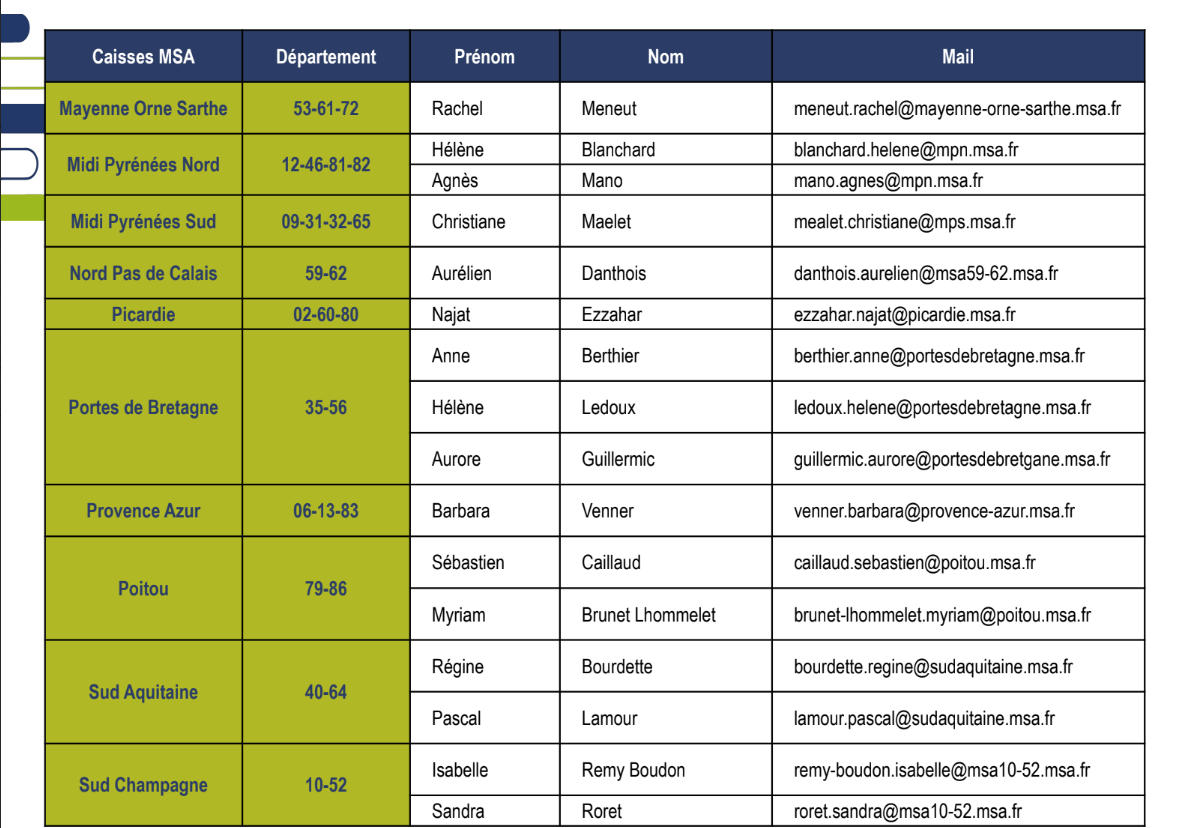 Caisses MSA Département Prénom Nom Mail
Mayenne Orne Sarthe 53-61-72 Rachel Meneut meneut.rachel@mayenne-orne-sarthe.msa.fr
Midi Pyrénées Nord 12-46-81-82 Hélène Blanchard blanchard.helene@mpn.msa.fr
Agnès Mano mano.agnes@mpn.msa.fr
Midi Pyrénées Sud 09-31-32-65 Christiane Maelet mealet.christiane@mps.msa.fr
Nord Pas de Calais 59-62 Aurélien Danthois danthois.aurelien@msa59-62.msa.fr
Picardie 02-60-80 Najat Ezzahar ezzahar.najat@picardie.msa.fr
Portes de Bretagne 35-56 Anne Berthier berthier.anne@portesdebretagne.msa.fr
Hélène Ledoux ledoux.helene@portesdebretagne.msa.fr
Aurore Guillermic guillermic.aurore@portesdebretgane.msa.fr
Provence Azur 06-13-83 Barbara Venner venner.barbara@provence-azur.msa.fr
Poitou 79-86 Sébastien Caillaud caillaud.sebastien@poitou.msa.fr
Myriam Brunet Lhommelet brunet-lhommelet.myriam@poitou.msa.fr
Sud Aquitaine 40-64 Régine Bourdette bourdette.regine@sudaquitaine.msa.fr
Pascal Lamour lamour.pascal@sudaquitaine.msa.fr
Sud Champagne 10-52 Isabelle Remy Boudon remy-boudon.isabelle@msa10-52.msa.fr
Sandra Roret roret.sandra@msa10-52.msa.fr